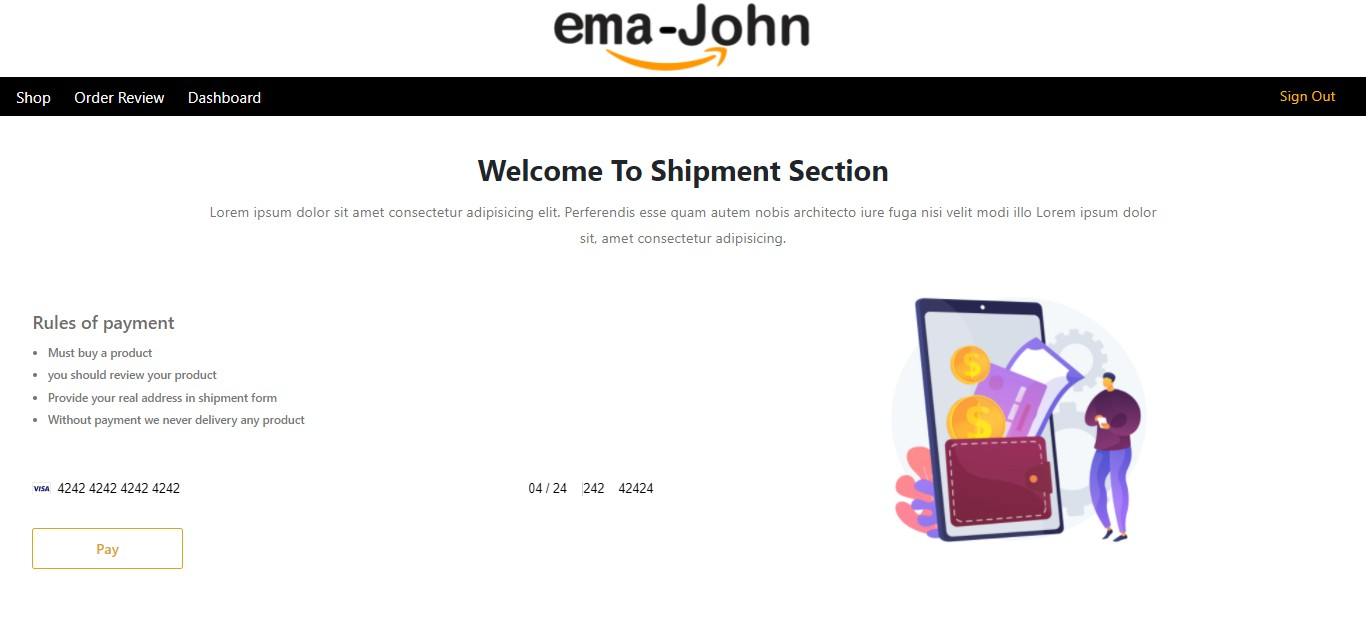 ema-John
Shop Order Review Dashboard Sign Out
Welcome To Shipment Section
Lorem ipsum dolor sit amet consectetur adipisicing elit. Perferendis esse quam autem nobis architecto iure fuga nisi velit modi illo Lorem ipsum dolor
sit, amet consectetur adipisicing.
Rules of payment
• Must buy a product
• you should review your product
• Provide your real address in shipment form
• Without payment we never delivery any product
VISA 4242 4242 4242 4242 04 / 24 242 42424
Pay